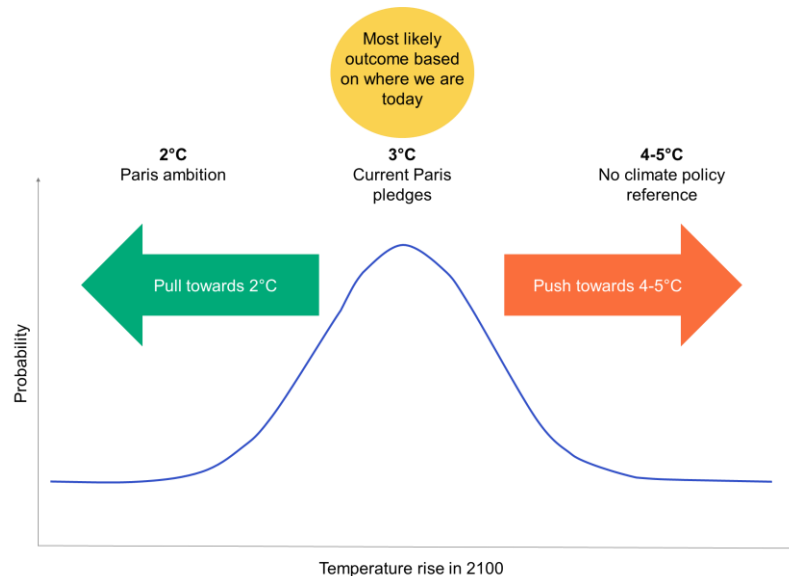 Most likely
outcome based
on where we are
today
2°C
Paris ambition
3°C
Current Paris
pledges
4-5°C
No climate policy
reference
Pull towards 2°C
Push towards 4-5°C
Probability
Temperature rise in 2100